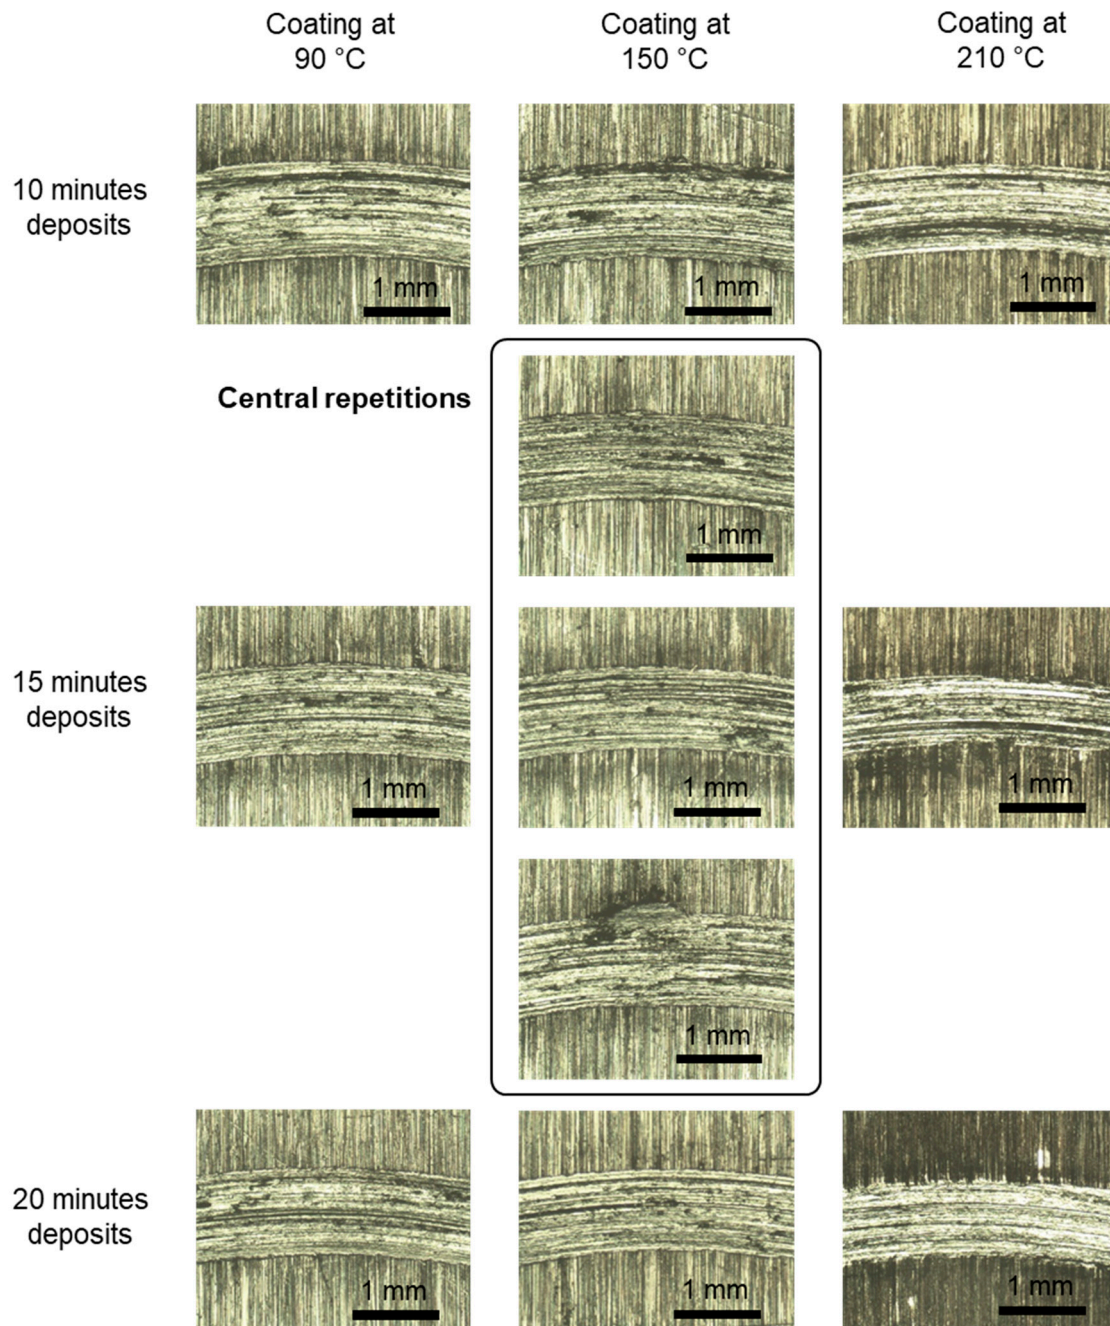 Coating at
90 °C
Coating at
150 °C
Coating at
210 °C
10 minutes
deposits
1 mm
1 mm
1 mm
Central repetitions
1 mm
15 minutes
deposits
1 mm
1 mm
1 mm
1 mm
20 minutes
deposits
1 mm
1 mm
1 mm